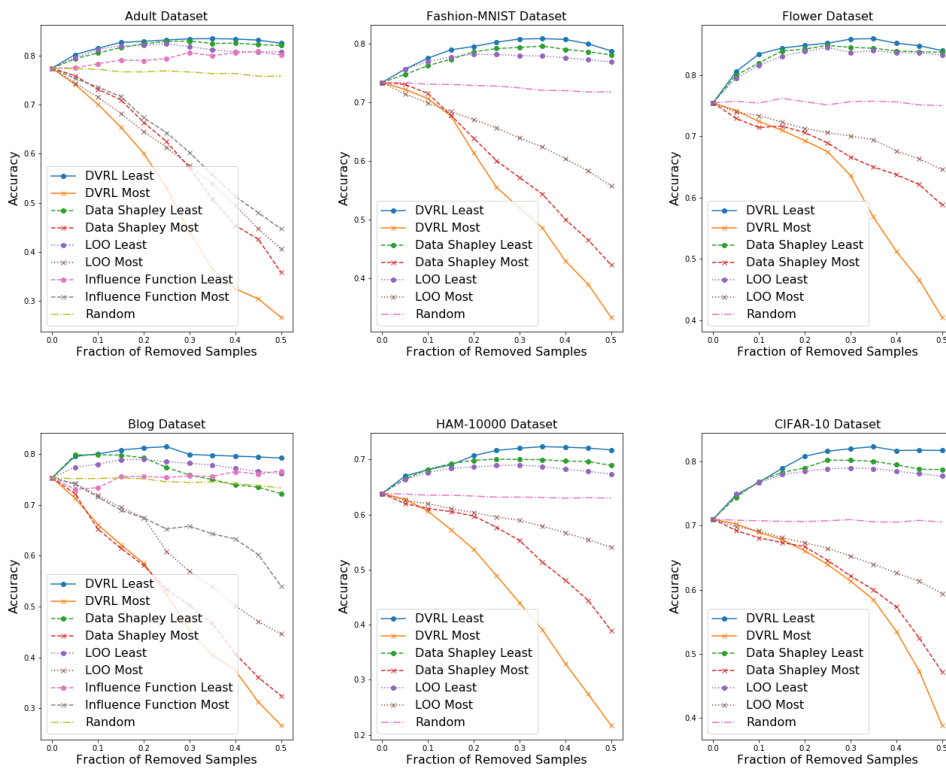 Adult Dataset
Accuracy
0.8
0.7
0.6
0.5
0.4
0.3
DVRL Least
DVRL Most
Data Shapley Least
Data Shapley Most
LOO Least
LOO Most
Influence Function Least
Influence Function Most
Random
0.0 0.1 0.2 0.3 0.4 0.5
Fraction of Removed Samples
Fashion-MNIST Dataset
Accuracy
0.8
0.7
0.6
0.5
0.4
DVRL Least
DVRL Most
Data Shapley Least
Data Shapley Most
LOO Least
LOO Most
Random
0.0 0.1 0.2 0.3 0.4 0.5
Fraction of Removed Samples
Flower Dataset
Accuracy
0.8
0.7
0.6
0.5
0.4
DVRL Least
DVRL Most
Data Shapley Least
Data Shapley Most
LOO Least
LOO Most
Random
0.0 0.1 0.2 0.3 0.4 0.5
Fraction of Removed Samples
Blog Dataset
Accuracy
0.8
0.7
0.6
0.5
0.4
0.3
DVRL Least
DVRL Most
Data Shapley Least
Data Shapley Most
LOO Least
LOO Most
Influence Function Least
Influence Function Most
Random
0.0 0.1 0.2 0.3 0.4 0.5
Fraction of Removed Samples
HAM-10000 Dataset
Accuracy
0.7
0.6
0.5
0.4
0.3
0.2
DVRL Least
DVRL Most
Data Shapley Least
Data Shapley Most
LOO Least
LOO Most
Random
0.0 0.1 0.2 0.3 0.4 0.5
Fraction of Removed Samples
CIFAR-10 Dataset
Accuracy
0.8
0.7
0.6
0.5
0.4
DVRL Least
DVRL Most
Data Shapley Least
Data Shapley Most
LOO Least
LOO Most
Random
0.0 0.1 0.2 0.3 0.4 0.5
Fraction of Removed Samples